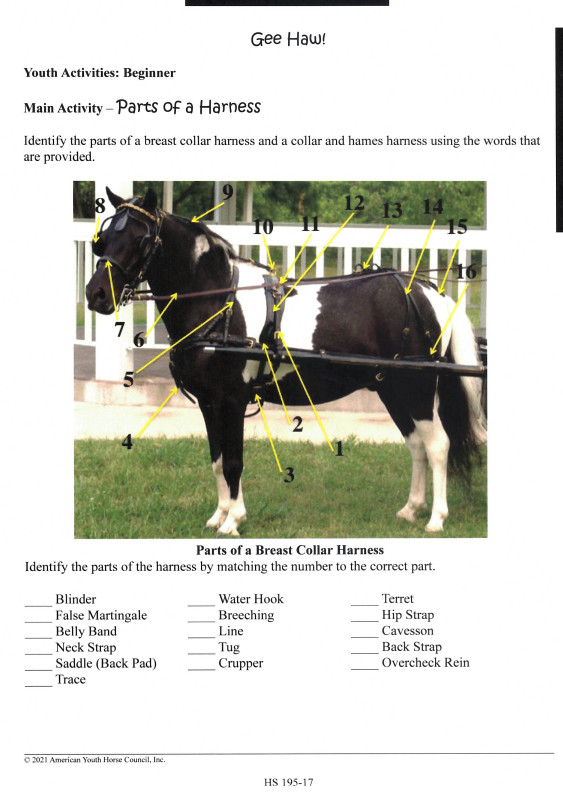 Gee Haw!
Youth Activities: Beginner
Main Activity – Parts of a Harness
Identify the parts of a breast collar harness and a collar and hames harness using the words that
are provided.
8
9
10
11
12
13
14
15
16
7
6
5
4
3
2
1
Parts of a Breast Collar Harness
Identify the parts of the harness by matching the number to the correct part.
____ Blinder ____ Water Hook ____ Terret
____ False Martingale ____ Breeching ____ Hip Strap
____ Belly Band ____ Line ____ Cavesson
____ Neck Strap ____ Tug ____ Back Strap
____ Saddle (Back Pad) ____ Crupper ____ Overcheck Rein
____ Trace
© 2021 American Youth Horse Council, Inc.
HS 195-17